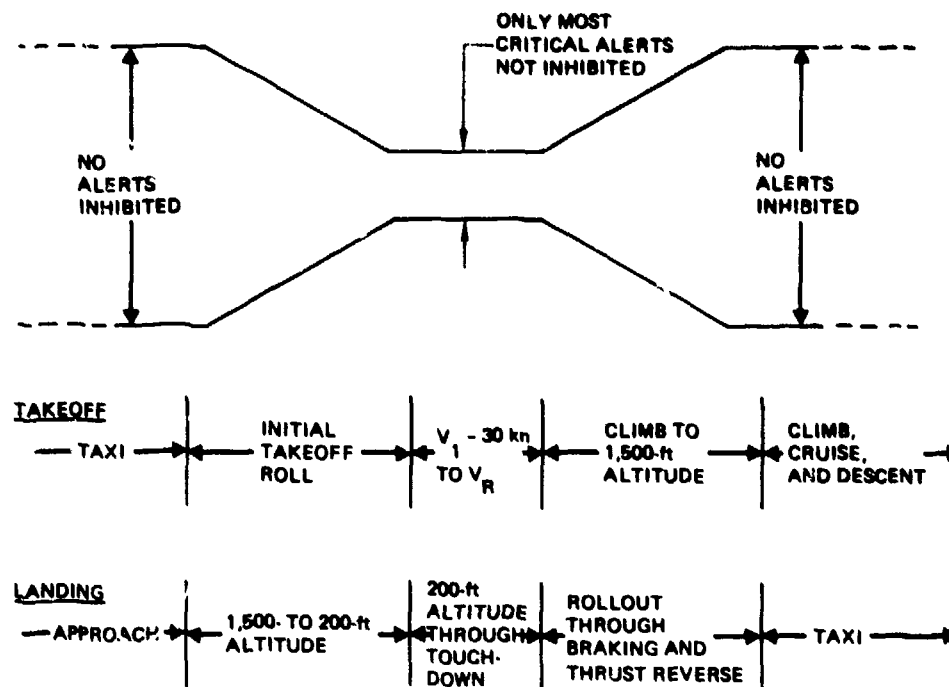 ONLY MOST
CRITICAL ALERTS
NOT INHIBITED
NO
ALERTS
INHIBITED
NO
ALERTS
INHIBITED
TAKEOFF
TAXI
INITIAL
TAKEOFF
ROLL
V1 - 30 kn
TO VR
CLIMB TO
1,500-ft
ALTITUDE
CLIMB,
CRUISE,
AND DESCENT
LANDING
APPROACH
1,500- TO 200-ft
ALTITUDE
200-ft
ALTITUDE
THROUGH
TOUCH-
DOWN
ROLLOUT
THROUGH
BRAKING AND
THRUST REVERSE
TAXI